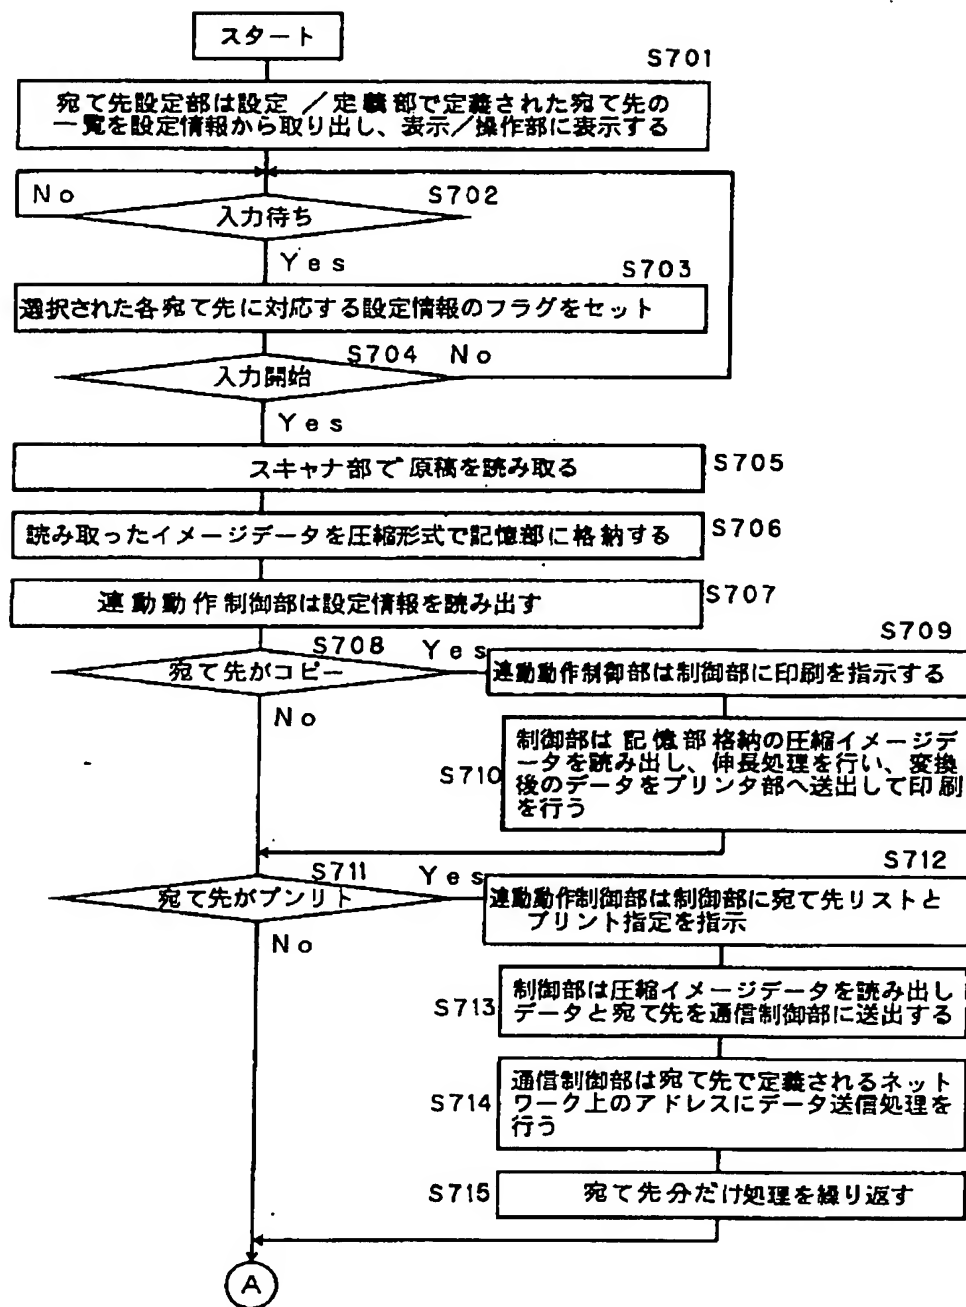 スタート
S701
宛て先設定部は設定／定義部で定義された宛て先の
一覧を設定情報から取り出し、表示／操作部に表示する
No
S702
入力待ち
Yes
S703
選択された各宛て先に対応する設定情報のフラグをセット
S704 No
入力開始
Yes
スキャナ部で原稿を読み取る
S705
読み取ったイメージデータを圧縮形式で記憶部に格納する
S706
連動動作制御部は設定情報を読み出す
S707
S708
Yes
S709
宛て先がコピー
連動動作制御部は制御部に印刷を指示する
No
S710
制御部は記憶部格納の圧縮イメージデ
ータを読み出し、伸長処理を行い、変換
後のデータをプリンタ部へ送出して印刷
を行う
S711
Yes
S712
宛て先がプンリト
連動動作制御部は制御部に宛て先リストと
プリント指定を指示
No
S713
制御部は圧縮イメージデータを読み出し
データと宛て先を通信制御部に送出する
S714
通信制御部は宛て先で定義されるネット
ワーク上のアドレスにデータ送信処理を
行う
S715
宛て先分だけ処理を繰り返す
A